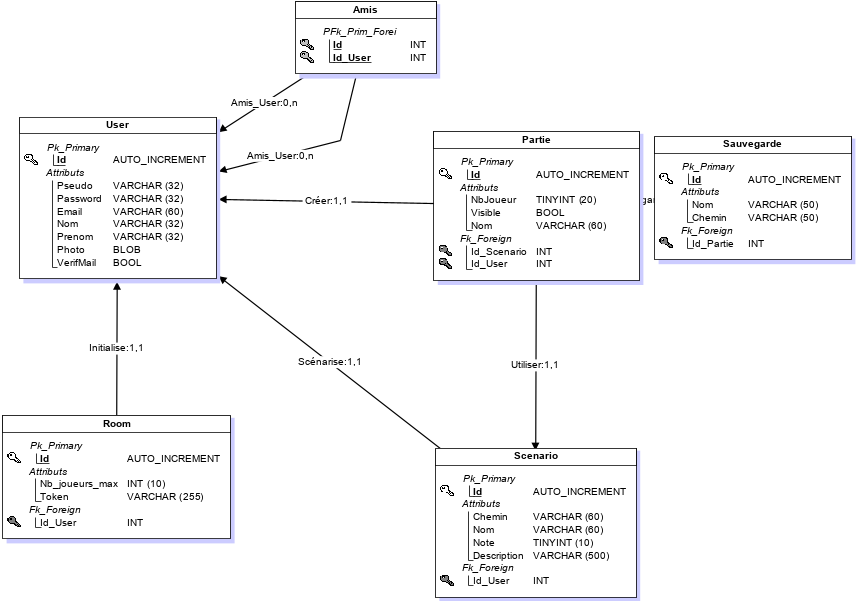 Amis
PFk_Prim_Forei
Id INT
Id_User INT
Amis_User:0,n
Amis_User:0,n
User
Pk_Primary
Id AUTO_INCREMENT
Attributs
Pseudo VARCHAR (32)
Password VARCHAR (32)
Email VARCHAR (60)
Nom VARCHAR (32)
Prenom VARCHAR (32)
Photo BLOB
VerifMail BOOL
Créer:1,1
Partie
Pk_Primary
Id AUTO_INCREMENT
Attributs
NbJoueur TINYINT (20)
Visible BOOL
Nom VARCHAR (60)
Fk_Foreign
Id_Scenario INT
Id_User INT
Sauvegarde
Pk_Primary
Id AUTO_INCREMENT
Attributs
Nom VARCHAR (50)
Chemin VARCHAR (50)
Fk_Foreign
Id_Partie INT
Initialise:1,1
Scénarise:1,1
Utiliser:1,1
Room
Pk_Primary
Id AUTO_INCREMENT
Attributs
Nb_joueurs_max INT (10)
Token VARCHAR (255)
Fk_Foreign
Id_User INT
Scenario
Pk_Primary
Id AUTO_INCREMENT
Attributs
Chemin VARCHAR (60)
Nom VARCHAR (60)
Note TINYINT (10)
Description VARCHAR (500)
Fk_Foreign
Id_User INT